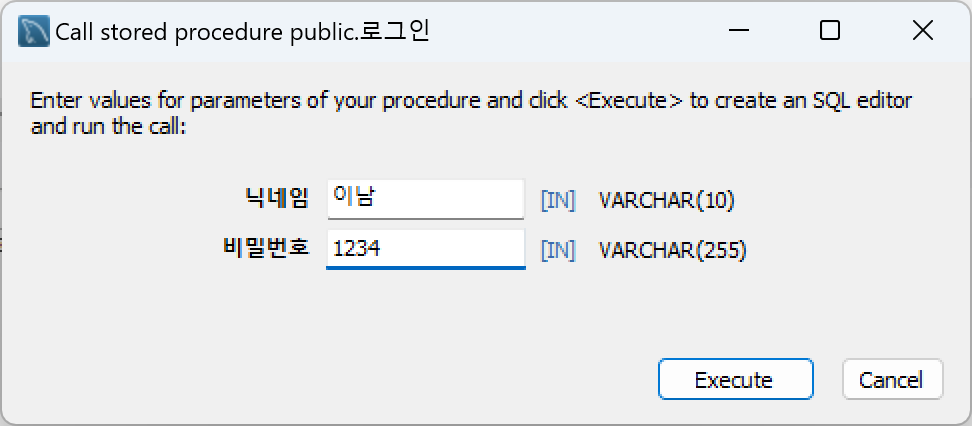 Call stored procedure public.로그인
Enter values for parameters of your procedure and click <Execute> to create an SQL editor
and run the call:
닉네임 이남 [IN] VARCHAR(10)
비밀번호 1234 [IN] VARCHAR(255)
Execute Cancel